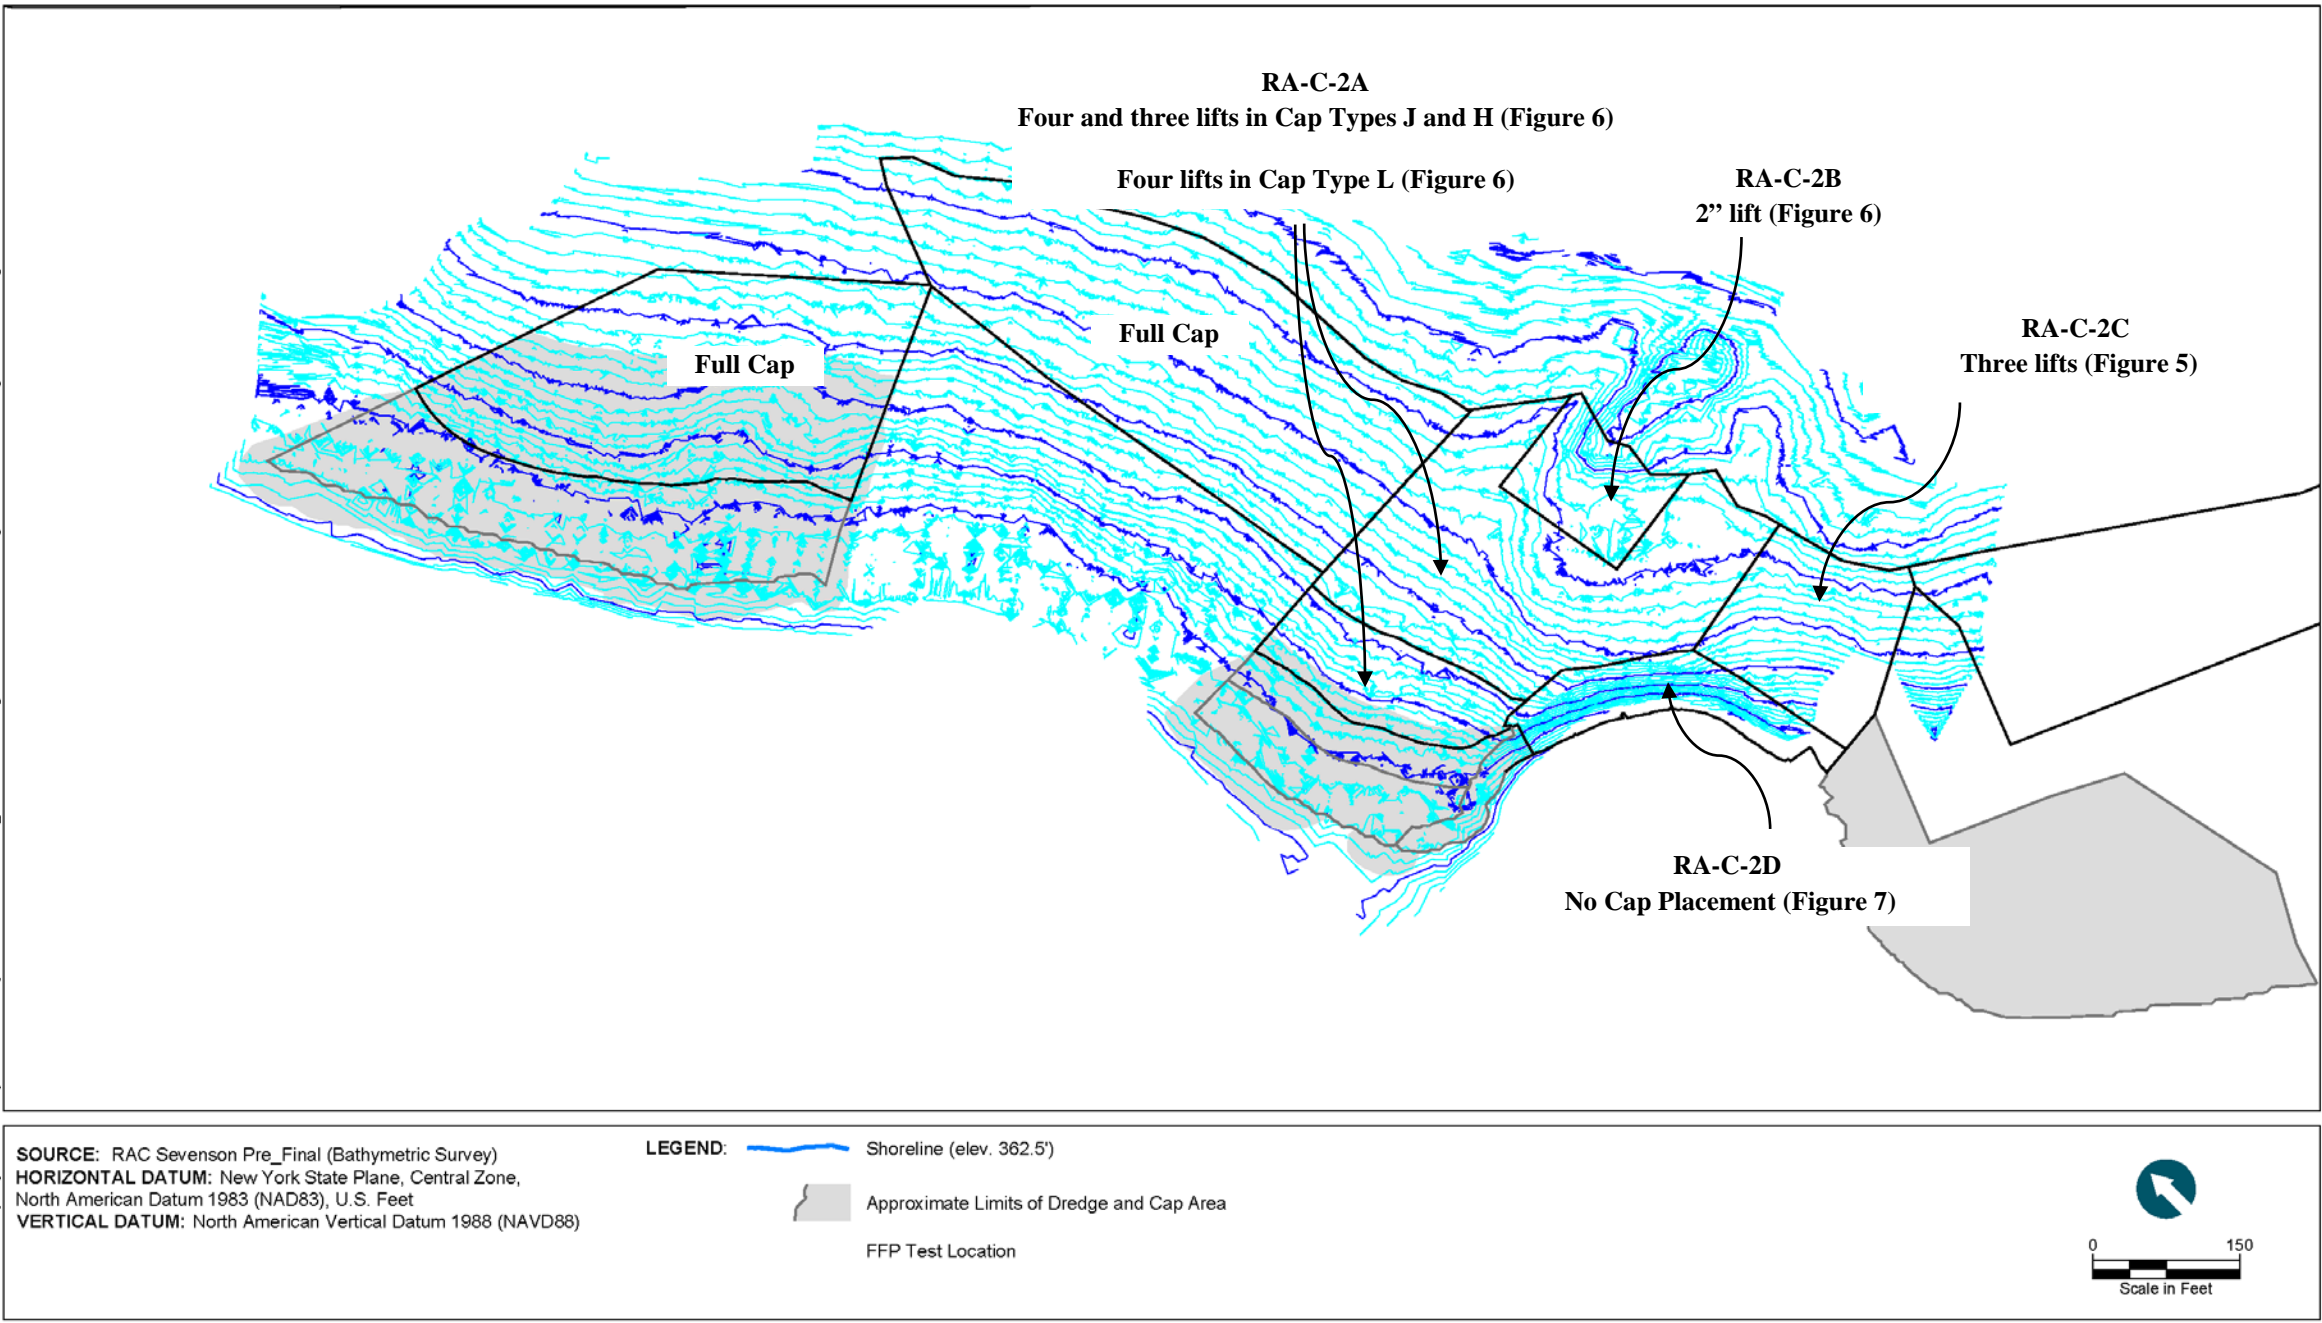 RA-C-2A
Four and three lifts in Cap Types J and H (Figure 6)
Four lifts in Cap Type L (Figure 6)
RA-C-2B
2” lift (Figure 6)
RA-C-2C
Three lifts (Figure 5)
Full Cap
Full Cap
RA-C-2D
No Cap Placement (Figure 7)
SOURCE: RAC Sevenson Pre_Final (Bathymetric Survey)
HORIZONTAL DATUM: New York State Plane, Central Zone,
North American Datum 1983 (NAD83), U.S. Feet
VERTICAL DATUM: North American Vertical Datum 1988 (NAVD88)
LEGEND:
Shoreline (elev. 362.5')
Approximate Limits of Dredge and Cap Area
FFP Test Location
0 150
Scale in Feet